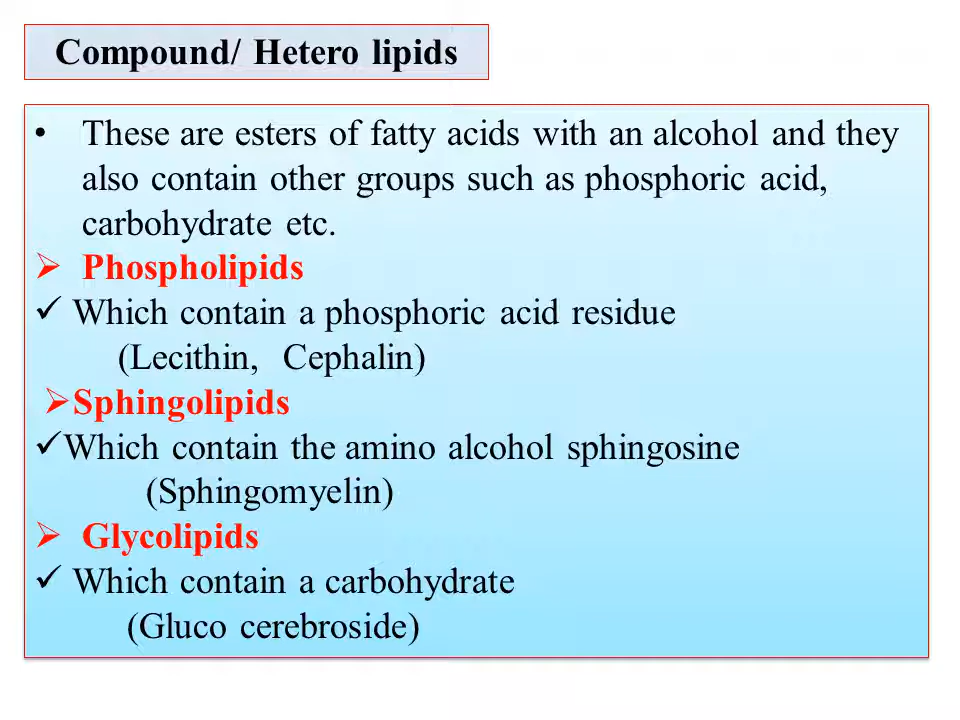 Compound/ Hetero lipids
• These are esters of fatty acids with an alcohol and they
also contain other groups such as phosphoric acid,
carbohydrate etc.
➢ Phospholipids
✓ Which contain a phosphoric acid residue
(Lecithin, Cephalin)
➢Sphingolipids
✓Which contain the amino alcohol sphingosine
(Sphingomyelin)
➢ Glycolipids
✓ Which contain a carbohydrate
(Gluco cerebroside)